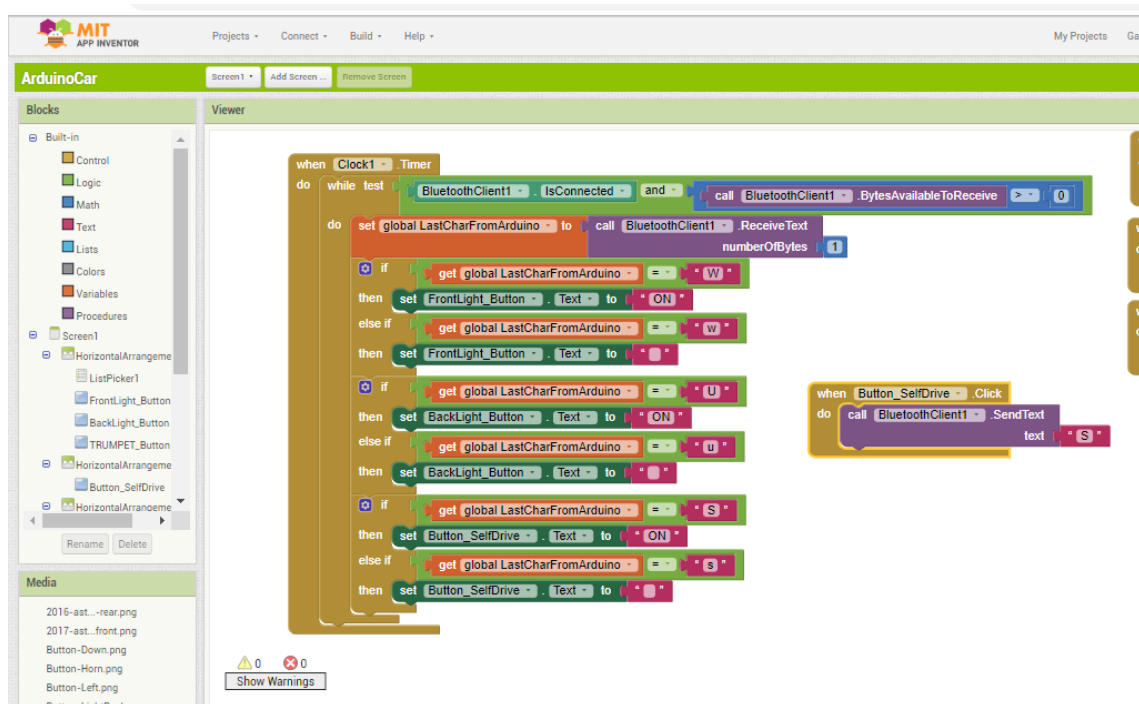 MIT
APP INVENTOR
Projects Connect Build Help My Projects Ga
ArduinoCar Screen1 Add Screen ... Remove Screen
Blocks
Built-in
Control
Logic
Math
Text
Lists
Colors
Variables
Procedures
Screen1
HorizontalArrangeme
ListPicker1
FrontLight_Button
BackLight_Button
TRUMPET_Button
HorizontalArrangeme
Button_SelfDrive
HorizontalArrangeme
Rename Delete
Media
2016-ast...-rear.png
2017-ast...front.png
Button-Down.png
Button-Horn.png
Button-Left.png
Viewer
when Clock1 .Timer
do while test BluetoothClient1 . IsConnected and call BluetoothClient1 .BytesAvailableToReceive > 0
do set global LastCharFromArduino to call BluetoothClient1 .ReceiveText
numberOfBytes 1
if get global LastCharFromArduino = " W "
then set FrontLight_Button . Text to " ON "
else if get global LastCharFromArduino = " w "
then set FrontLight_Button . Text to " "
if get global LastCharFromArduino = " U "
then set BackLight_Button . Text to " ON "
else if get global LastCharFromArduino = " u "
then set BackLight_Button . Text to " "
if get global LastCharFromArduino = " S "
then set Button_SelfDrive . Text to " ON "
else if get global LastCharFromArduino = " s "
then set Button_SelfDrive . Text to " "
when Button_SelfDrive .Click
do call BluetoothClient1 .SendText
text " S "
0 0
Show Warnings